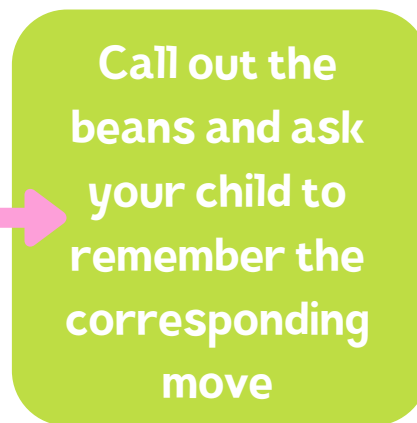 Call out the
beans and ask
your child to
remember the
corresponding
move